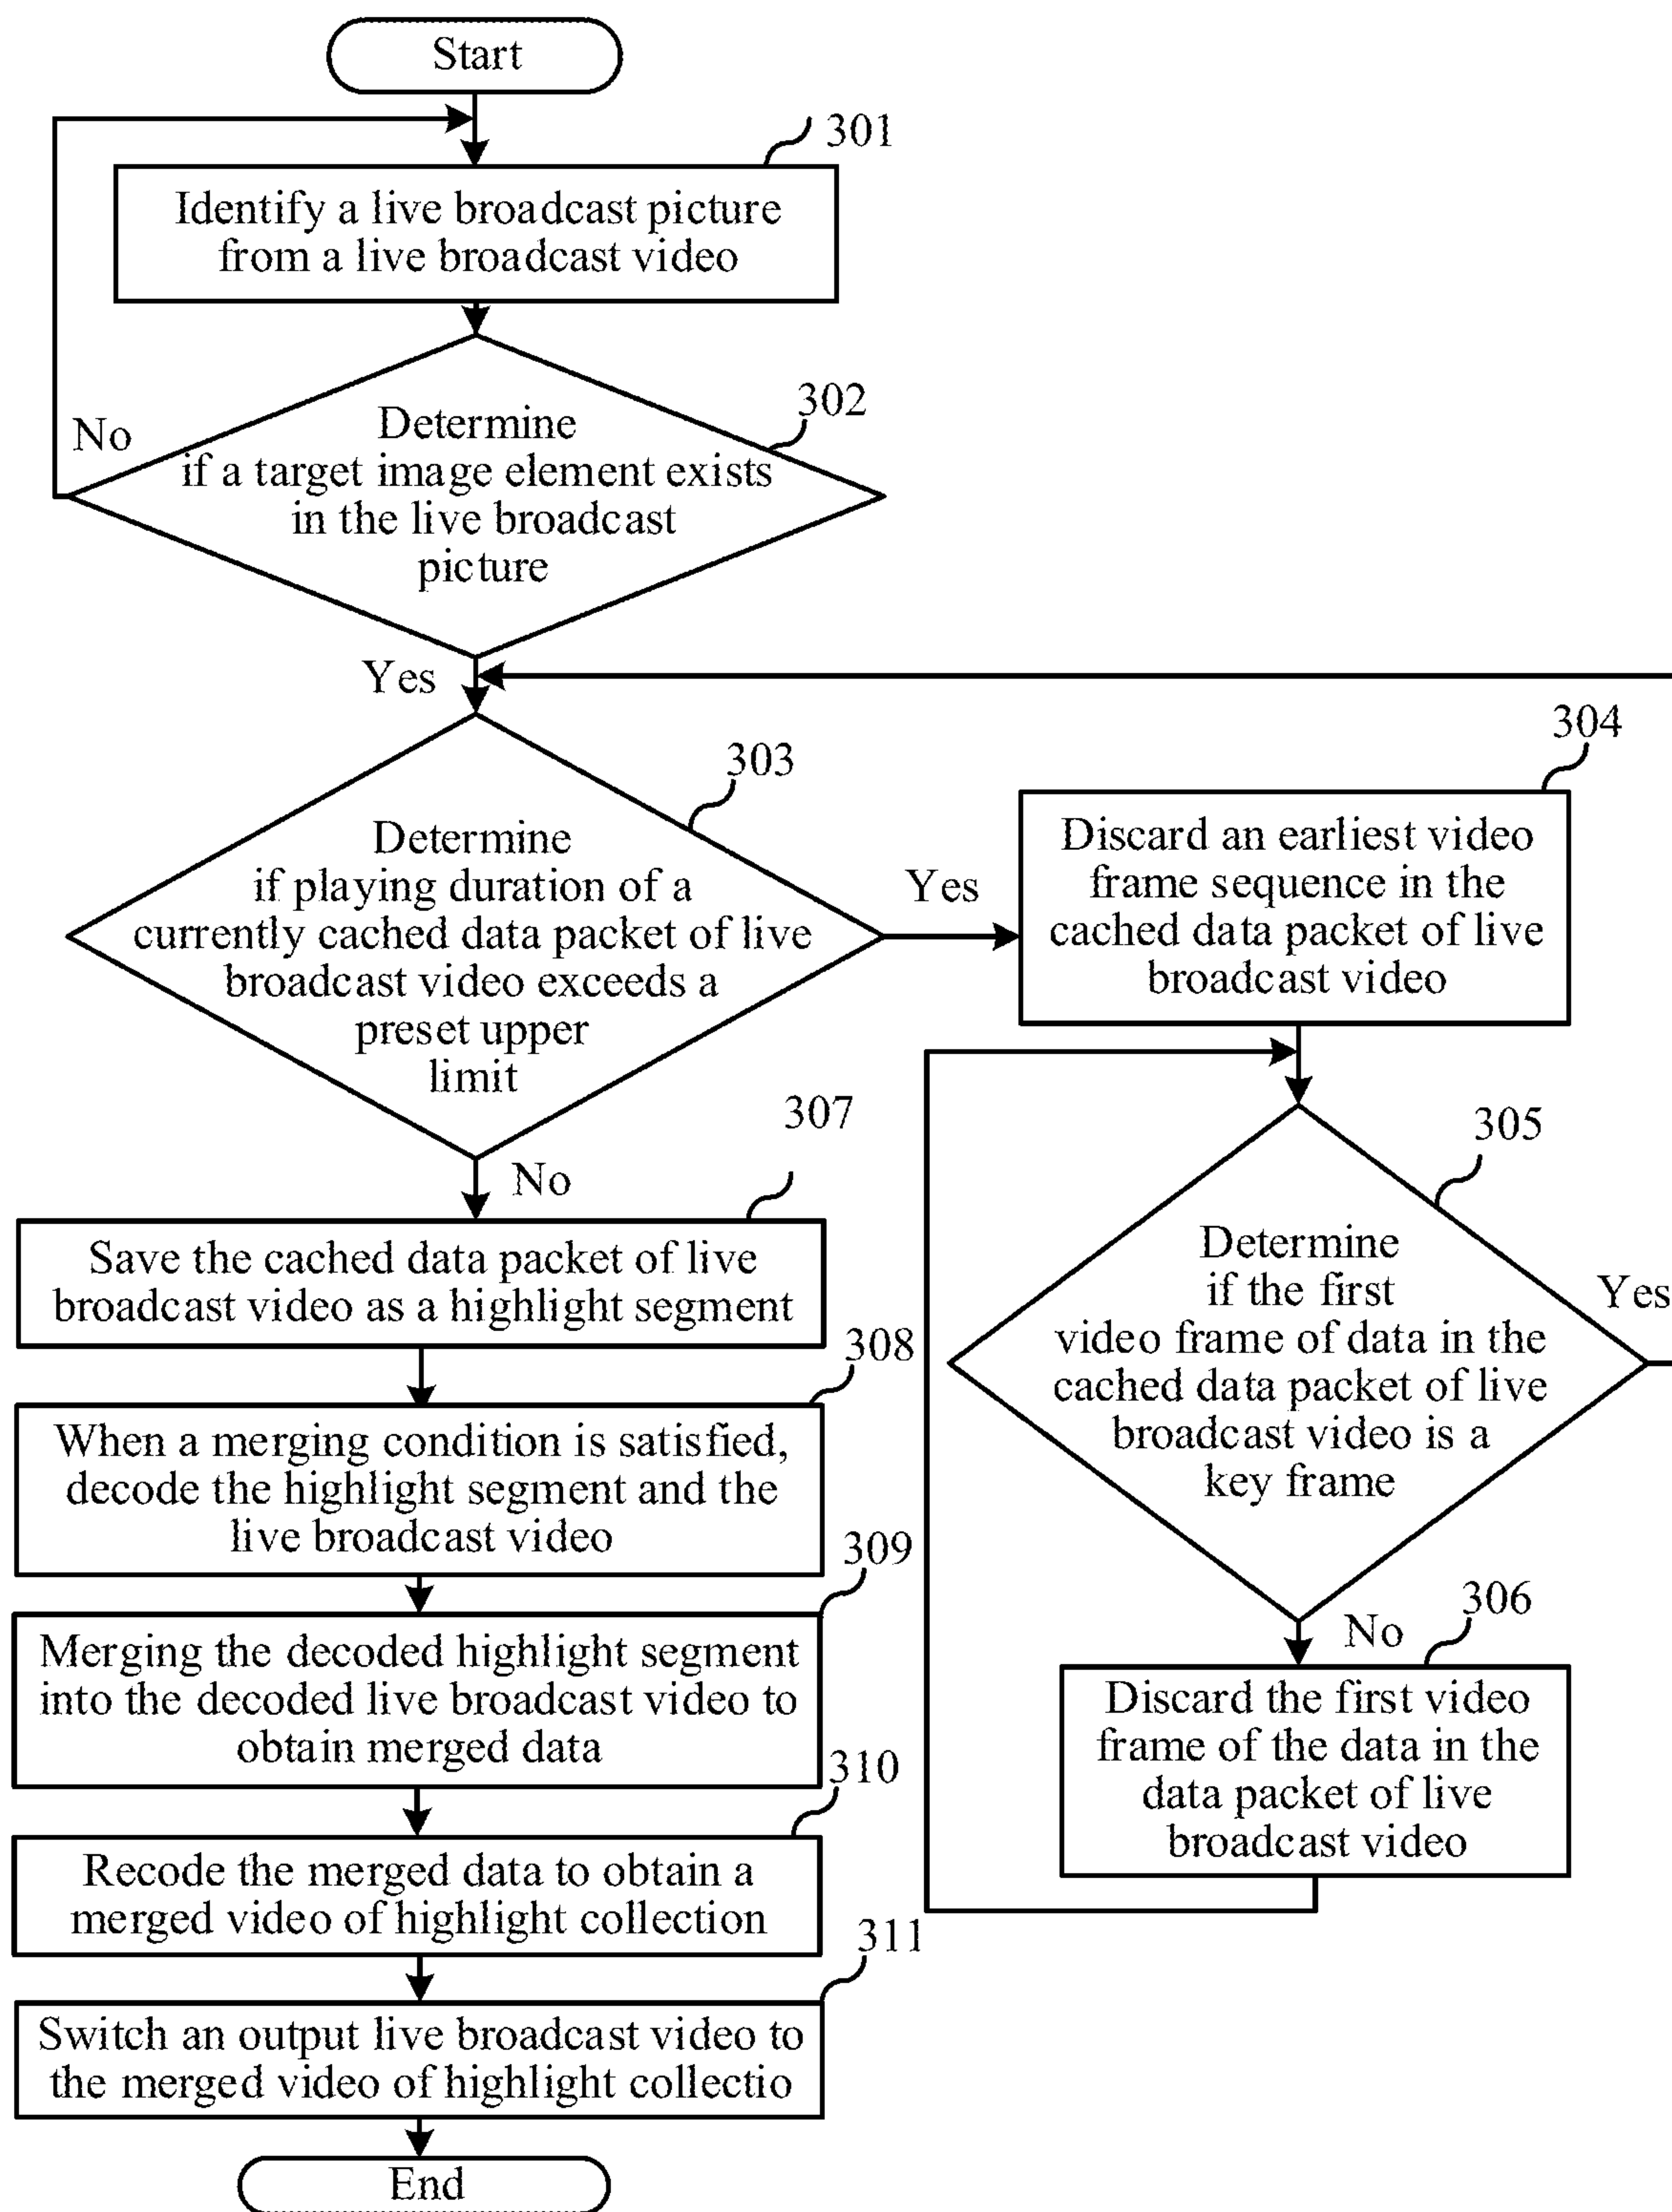 Start
301
Identify a live broadcast picture
from a live broadcast video
302
No
Determine
if a target image element exists
in the live broadcast
picture
Yes
303
Determine
if playing duration of a
currently cached data packet of live
broadcast video exceeds a
preset upper
limit
Yes
304
Discard an earliest video
frame sequence in the
cached data packet of live
broadcast video
305
Determine
if the first
video frame of data in the
cached data packet of live
broadcast video is a
key frame
Yes
No
306
Discard the first video
frame of the data in the
data packet of live
broadcast video
No
307
Save the cached data packet of live
broadcast video as a highlight segment
308
When a merging condition is satisfied,
decode the highlight segment and the
live broadcast video
309
Merging the decoded highlight segment
into the decoded live broadcast video to
obtain merged data
310
Recode the merged data to obtain a
merged video of highlight collection
311
Switch an output live broadcast video to
the merged video of highlight collectio
End